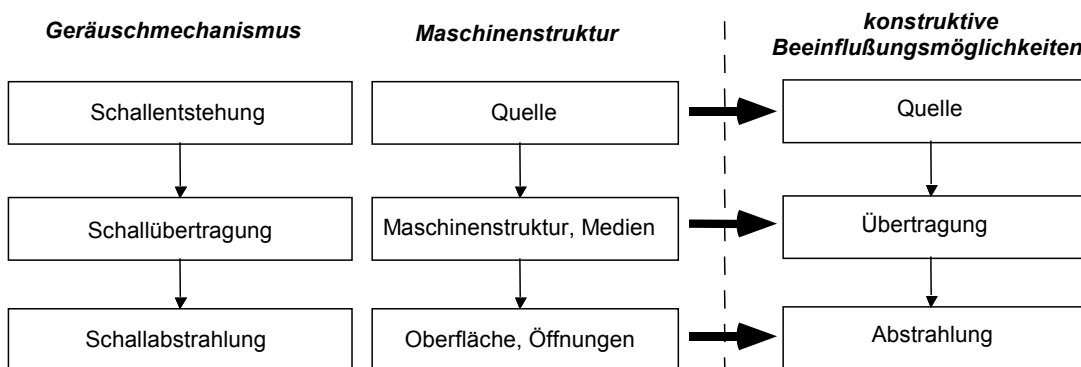 Geräuschmechanismus
Maschinenstruktur
konstruktive
Beeinflußungsmöglichkeiten
Schallentstehung
Quelle
Quelle
Schallübertragung
Maschinenstruktur, Medien
Übertragung
Schallabstrahlung
Oberfläche, Öffnungen
Abstrahlung